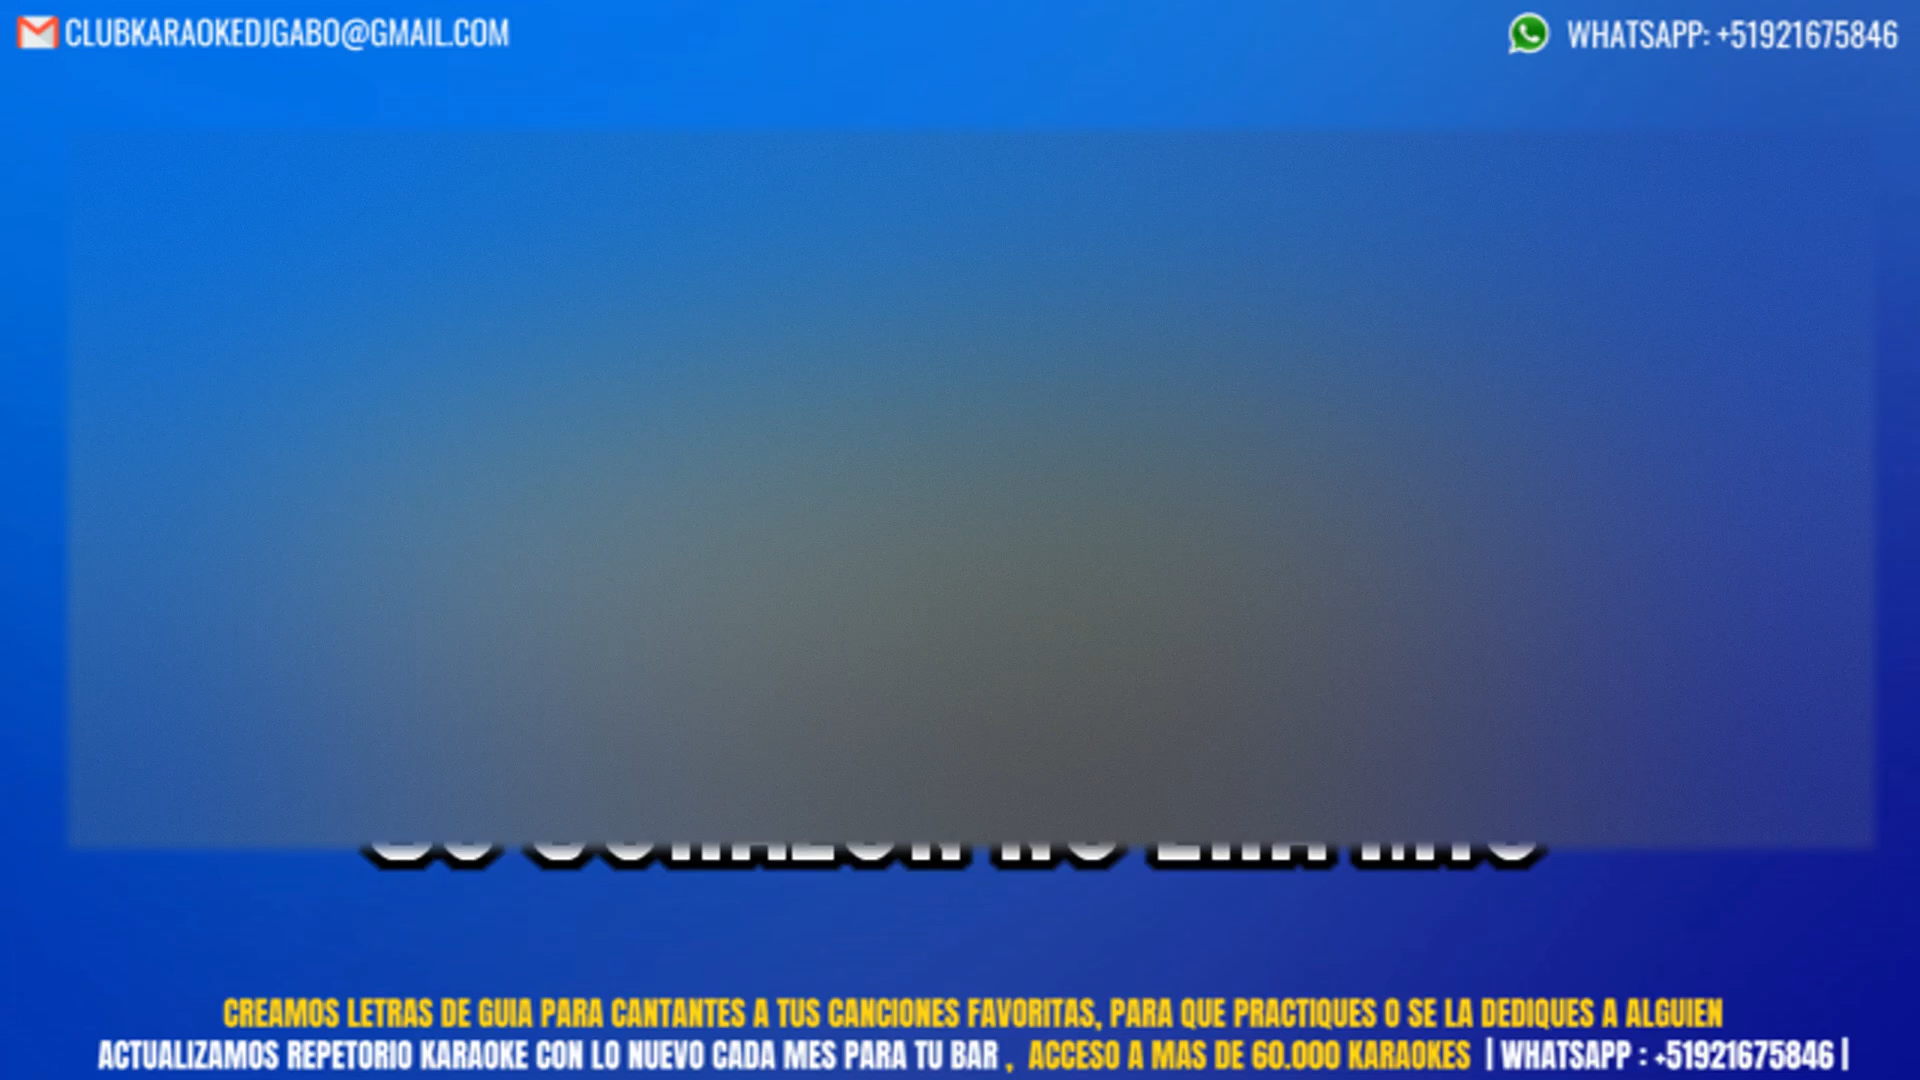 CLUBKARAOKEDJGABO@GMAIL.COM
WHATSAPP: +51921675846
CREAMOS LETRAS DE GUIA PARA CANTANTES A TUS CANCIONES FAVORITAS, PARA QUE PRACTIQUES O SE LA DEDIQUES A ALGUIEN
ACTUALIZAMOS REPETORIO KARAOKE CON LO NUEVO CADA MES PARA TU BAR , ACCESO A MAS DE 60.000 KARAOKES | WHATSAPP : +51921675846 |